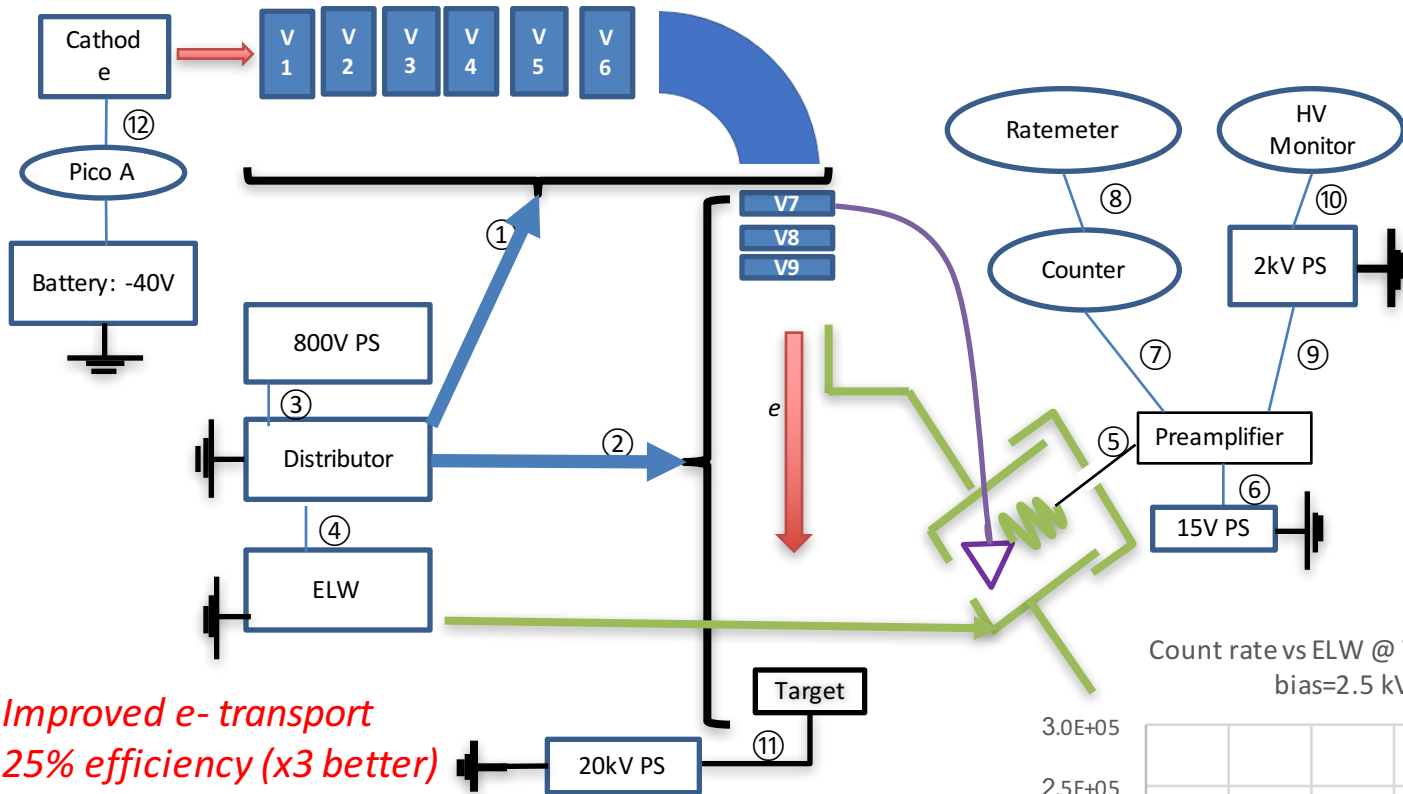 Cathod
e
V
1
V
2
V
3
V
4
V
5
V
6
⑫
Pico A
Battery: -40V
Ratemeter
HV
Monitor
⑧
⑩
Counter
2kV PS
V7
V8
V9
①
800V PS
③
Distributor
②
④
ELW
e
⑦
⑨
⑤
Preamplifier
⑥
15V PS
Target
⑪
20kV PS
Improved e- transport
25% efficiency (x3 better)
Count rate vs ELW @
bias=2.5 kV
3.0E+05
2.5E+05